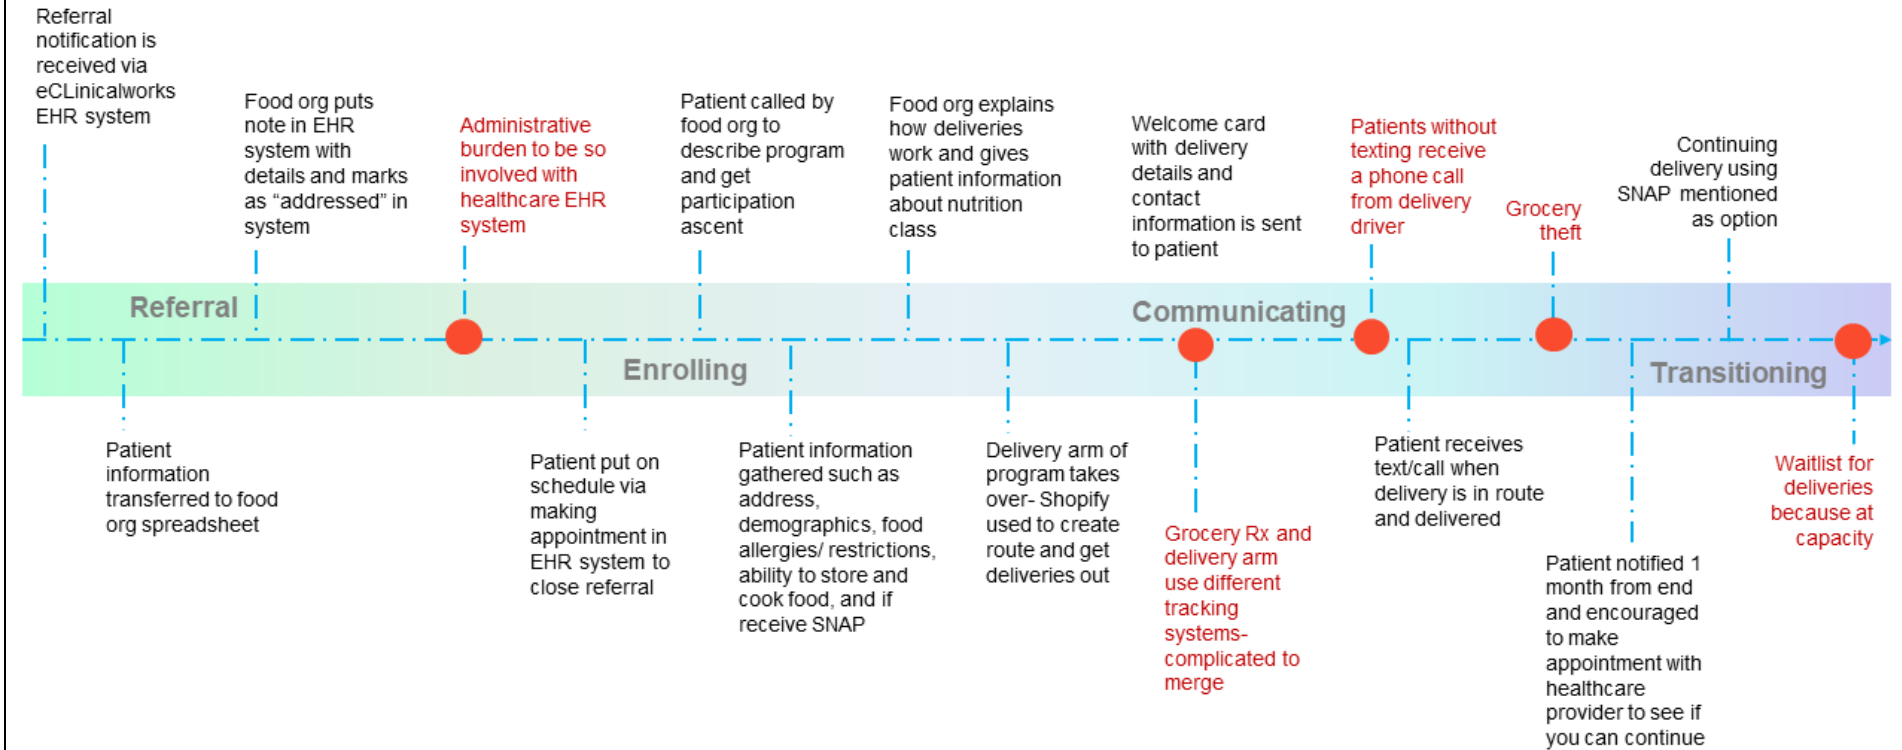 Referral
notification is
received via
eCLinicalworks
EHR system
Food org puts
note in EHR
system with
details and marks
as “addressed” in
system
Administrative
burden to be so
involved with
healthcare EHR
system
Patient called by
food org to
describe program
and get
participation
ascent
Food org explains
how deliveries
work and gives
patient information
about nutrition
class
Welcome card
with delivery
details and
contact
information is sent
to patient
Patients without
texting receive
a phone call
from delivery
driver
Grocery
theft
Continuing
delivery using
SNAP mentioned
as option
Referral
Enrolling
Communicating
Transitioning
Patient
information
transferred to food
org spreadsheet
Patient put on
schedule via
making
appointment in
EHR system to
close referral
Patient information
gathered such as
address,
demographics, food
allergies/ restrictions,
ability to store and
cook food, and if
receive SNAP
Delivery arm of
program takes
over- Shopify
used to create
route and get
deliveries out
Grocery Rx and
delivery arm
use different
tracking
systems-
complicated to
merge
Patient receives
text/call when
delivery is in route
and delivered
Patient notified 1
month from end
and encouraged
to make
appointment with
healthcare
provider to see if
you can continue
Waitlist for
deliveries
because at
capacity